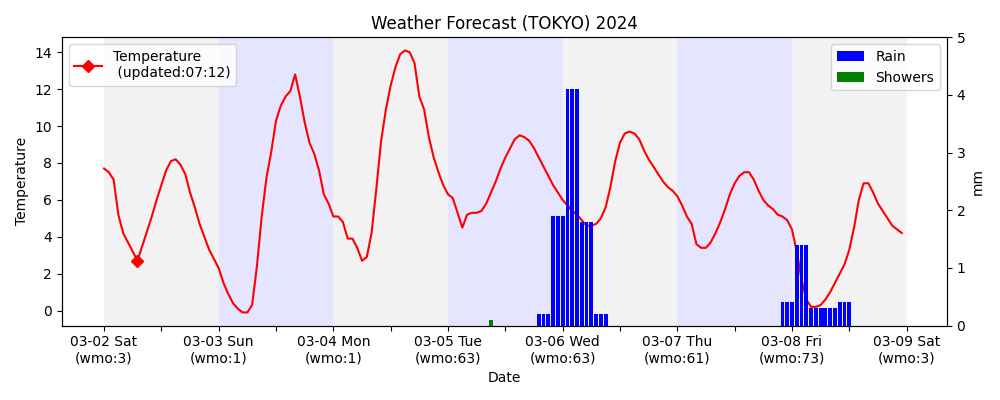 Weather Forecast (TOKYO) 2024
Temperature
(updated:07:12)
Rain
Showers
14
12
10
8
6
4
2
0
Temperature
5
4
3
2
1
0
mm
03-02 Sat
(wmo:3)
03-03 Sun
(wmo:1)
03-04 Mon
(wmo:1)
03-05 Tue
(wmo:63)
03-06 Wed
(wmo:63)
03-07 Thu
(wmo:61)
03-08 Fri
(wmo:73)
03-09 Sat
(wmo:3)
Date